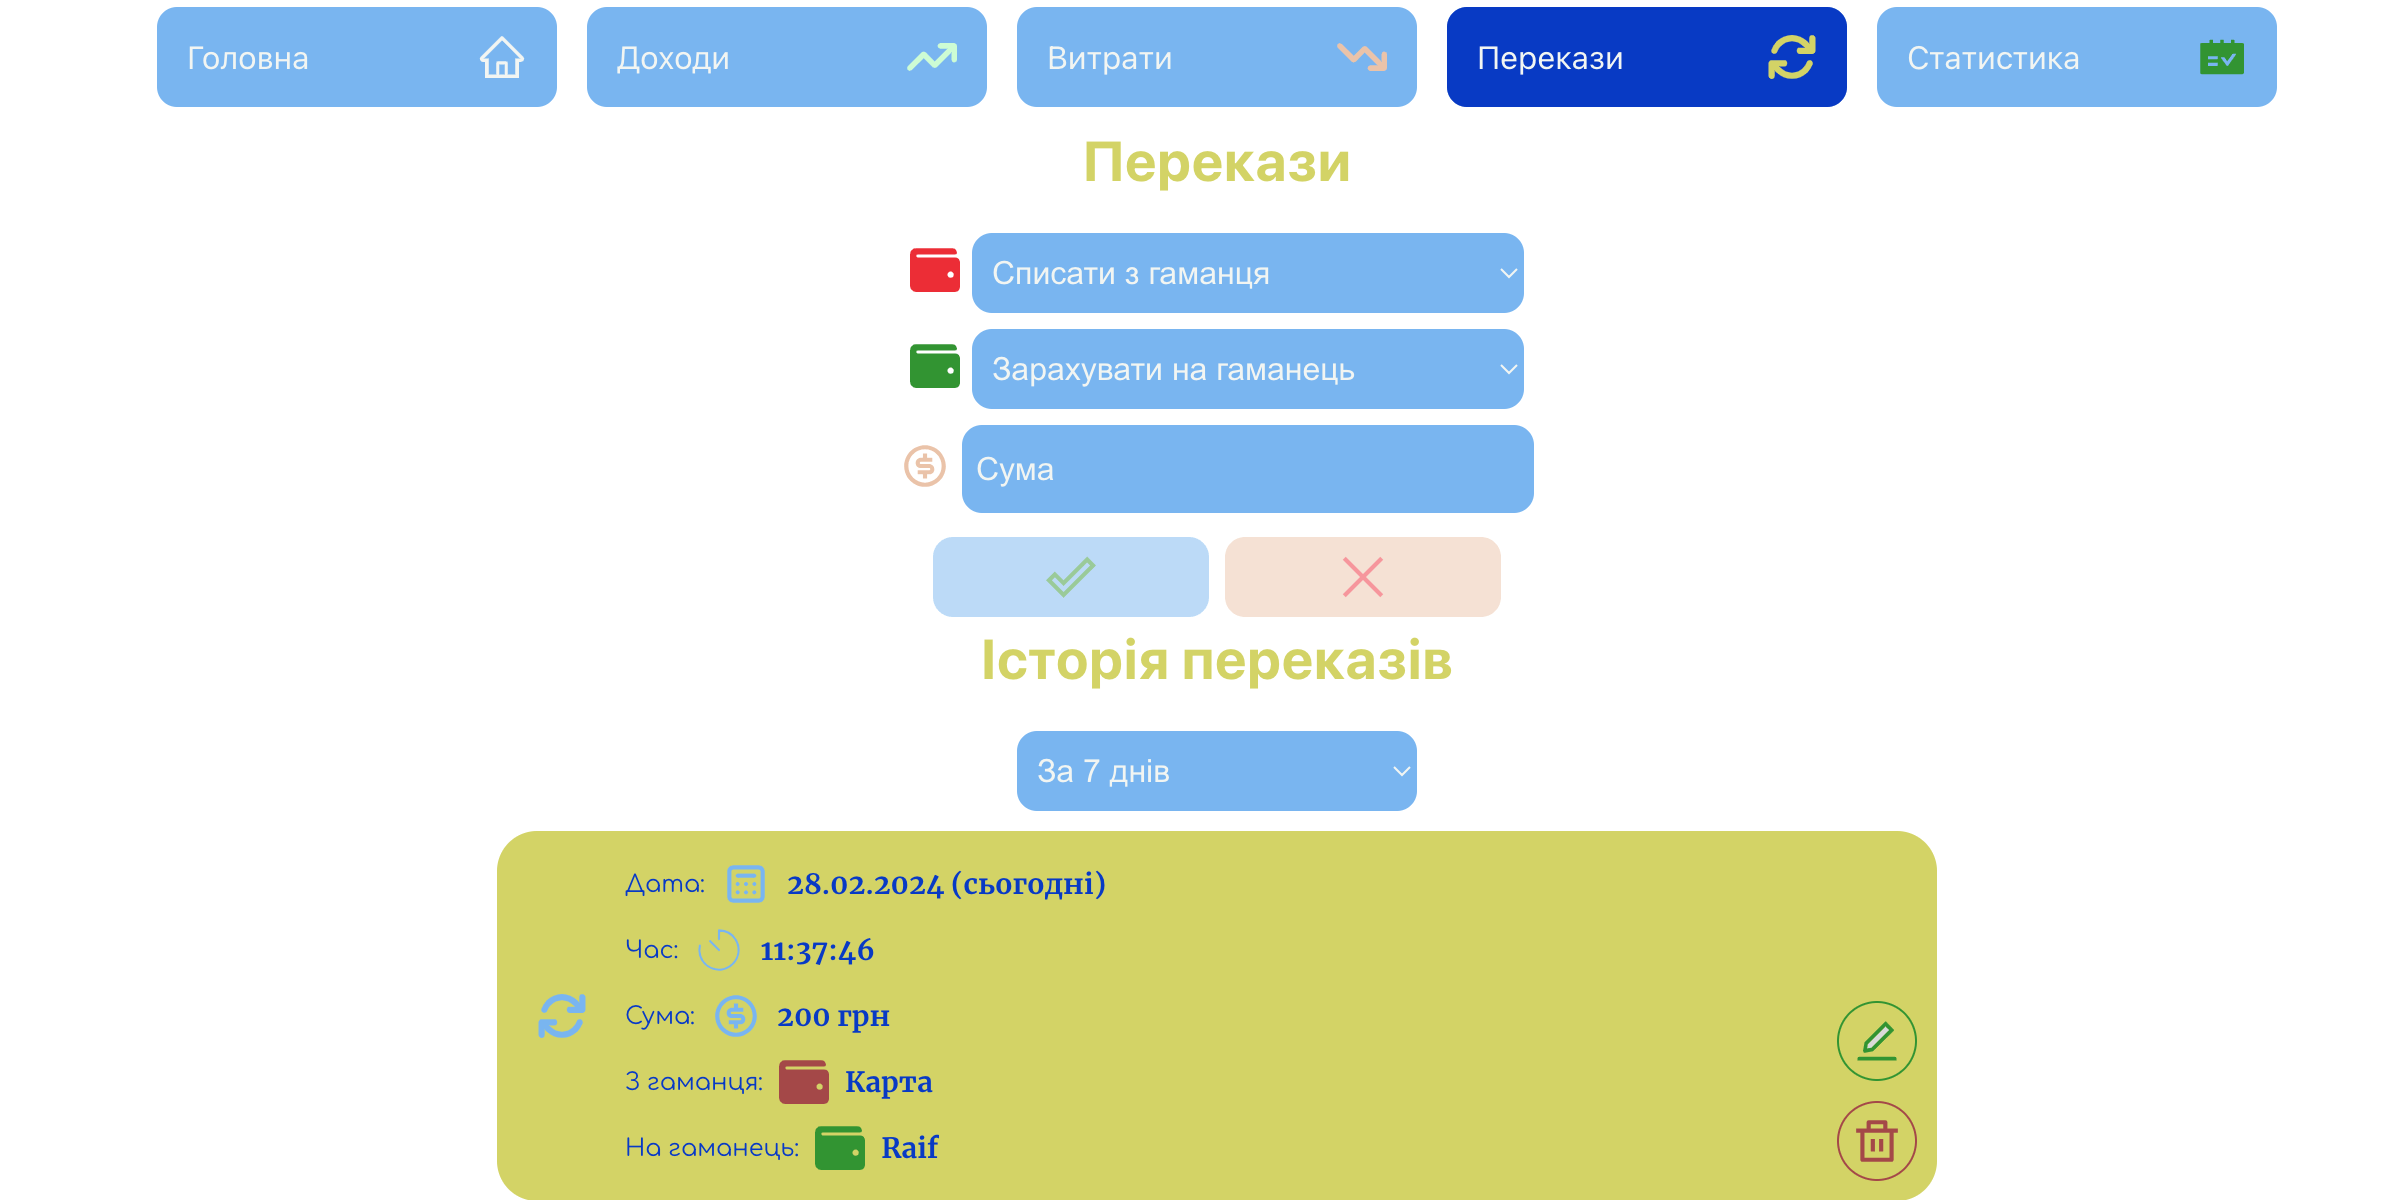 Головна
Доходи
Витрати
Перекази
Статистика
Перекази
Списати з гаманця
Зарахувати на гаманець
Сума
Історія переказів
За 7 днів
Дата: 28.02.2024 (сьогодні)
Час: 11:37:46
Сума: 200 грн
З гаманця: Карта
На гаманець: Raif